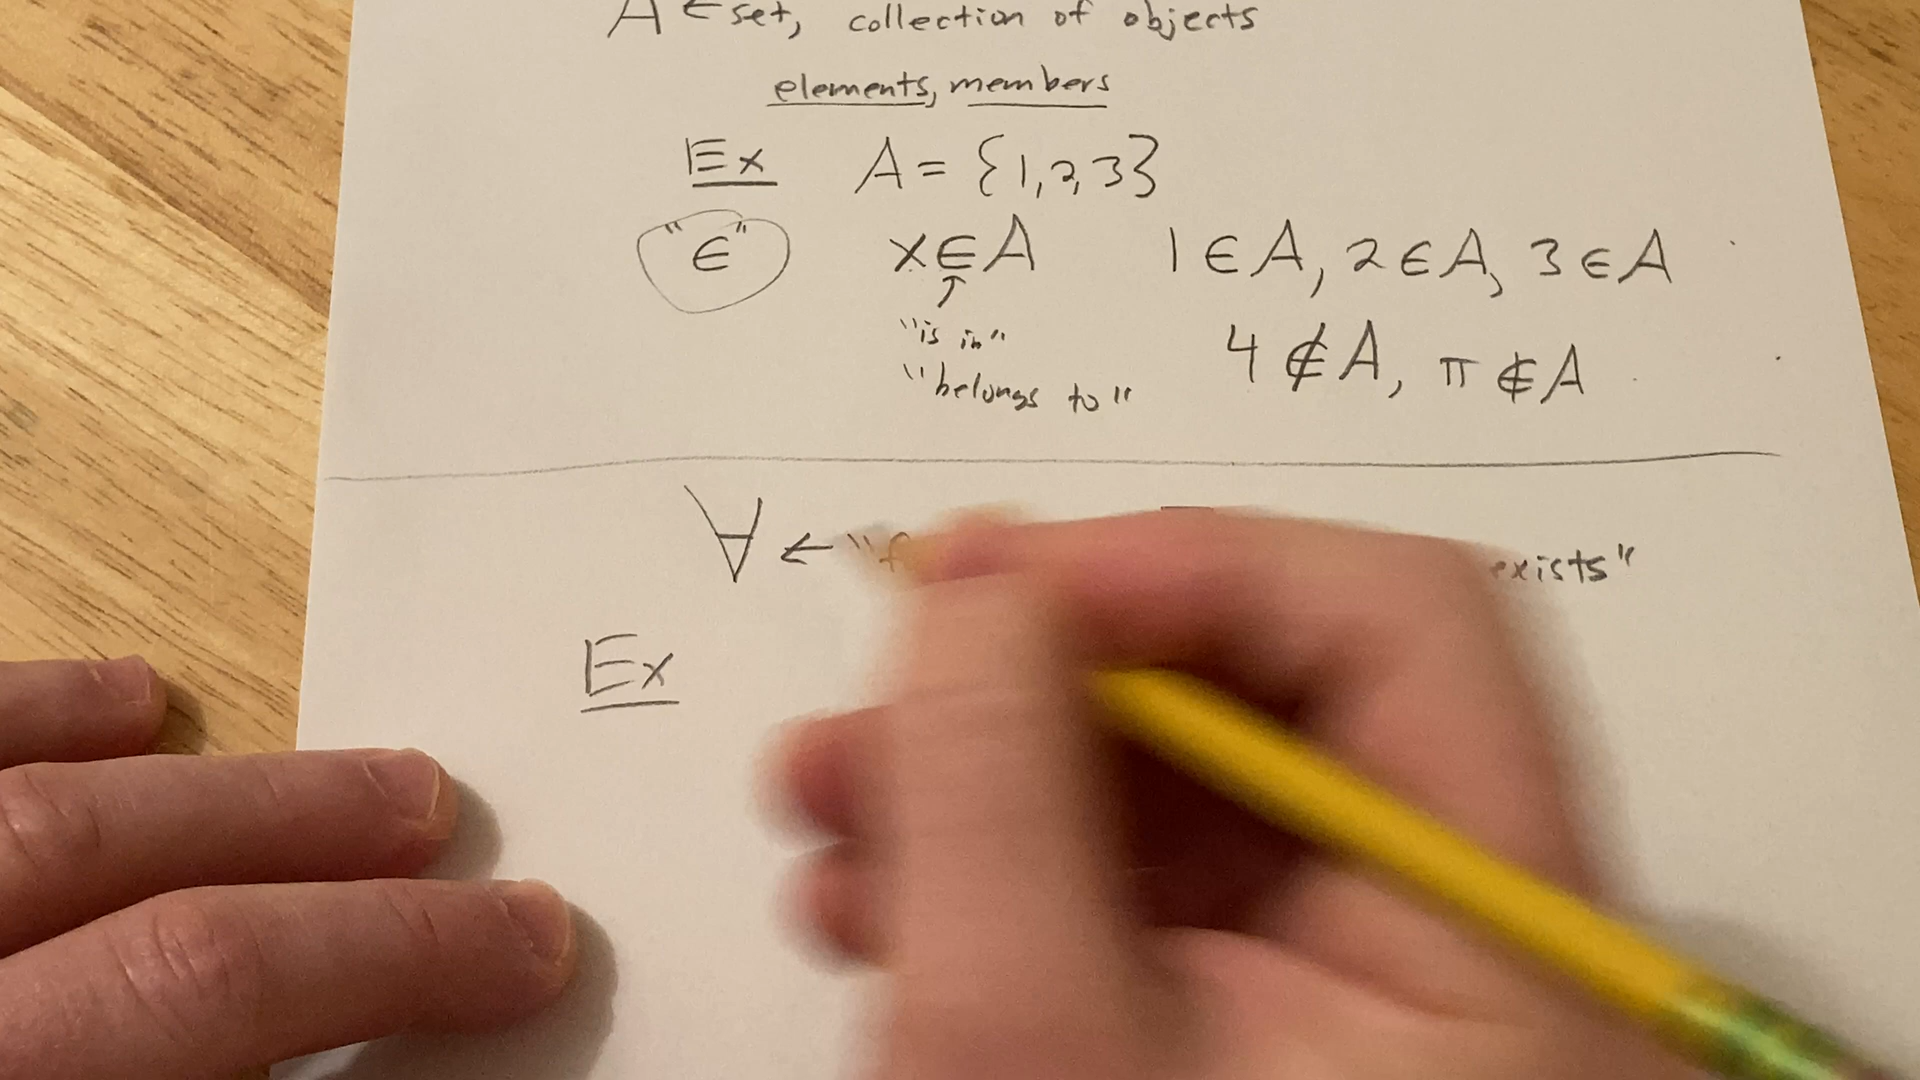 A ← set, collection of objects
elements, members
Ex A = {1,2,3}
"∈" x ∈ A 1 ∈ A, 2 ∈ A, 3 ∈ A
↑
"is in" 4 ∉ A, π ∉ A
"belongs to"
∀ ← "f exists"
Ex